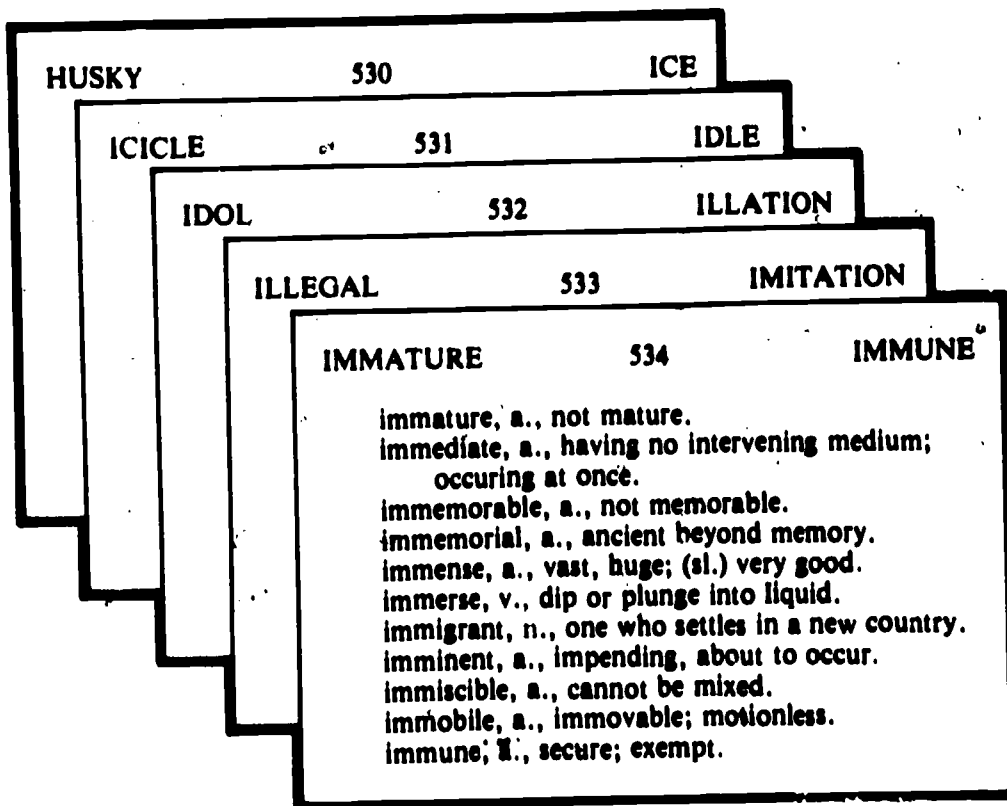 HUSKY 530 ICE
ICICLE 531 IDLE
IDOL 532 ILLATION
ILLEGAL 533 IMITATION
IMMATURE 534 IMMUNE
immature, a., not mature.
immediate, a., having no intervening medium;
occuring at once.
immemorable, a., not memorable.
immemorial, a., ancient beyond memory.
immense, a., vast, huge; (sl.) very good.
immerse, v., dip or plunge into liquid.
immigrant, n., one who settles in a new country.
imminent, a., impending, about to occur.
immiscible, a., cannot be mixed.
immobile, a., immovable; motionless.
immune, a., secure; exempt.